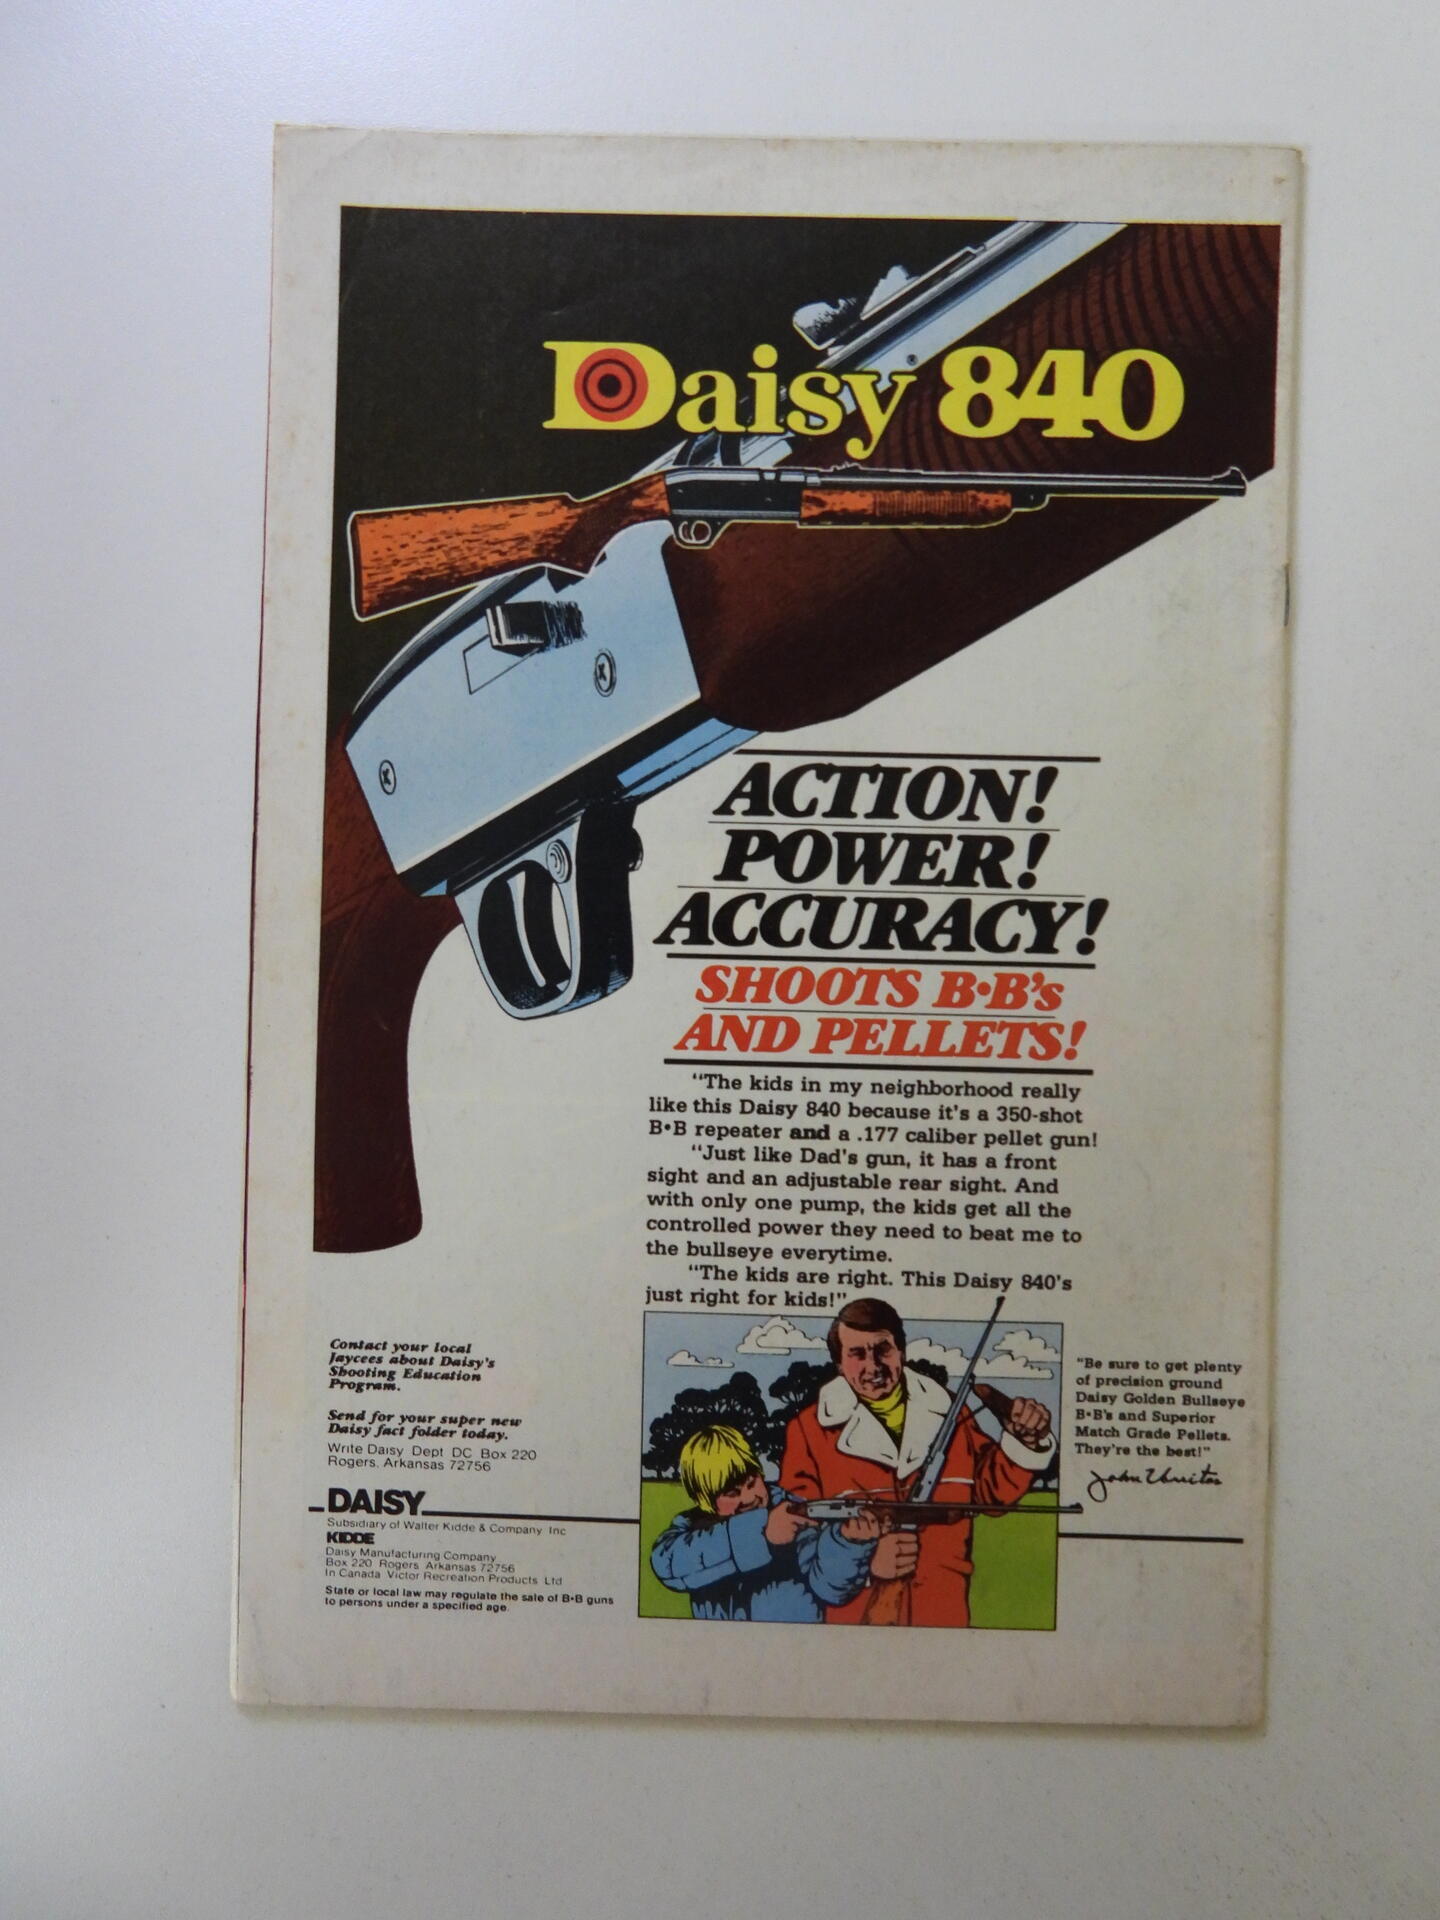 Daisy 840
ACTION!
POWER!
ACCURACY!
SHOOTS B•B's
AND PELLETS!
"The kids in my neighborhood really
like this Daisy 840 because it's a 350-shot
B•B repeater and a .177 caliber pellet gun!
"Just like Dad's gun, it has a front
sight and an adjustable rear sight. And
with only one pump, the kids get all the
controlled power they need to beat me to
the bullseye everytime.
"The kids are right. This Daisy 840's
just right for kids!"
Contact your local
Jaycees about Daisy's
Shooting Education
Program.
Send for your super new
Daisy fact folder today.
Write Daisy Dept DC Box 220
Rogers, Arkansas 72756
DAISY
Subsidiary of Walter Kidde & Company Inc
KIDDE
Daisy Manufacturing Company
Box 220 Rogers Arkansas 72756
In Canada Victor Recreation Products Ltd
State or local law may regulate the sale of B•B guns
to persons under a specified age.
"Be sure to get plenty
of precision ground
Daisy Golden Bullseye
B•B's and Superior
Match Grade Pellets.
They're the best!"